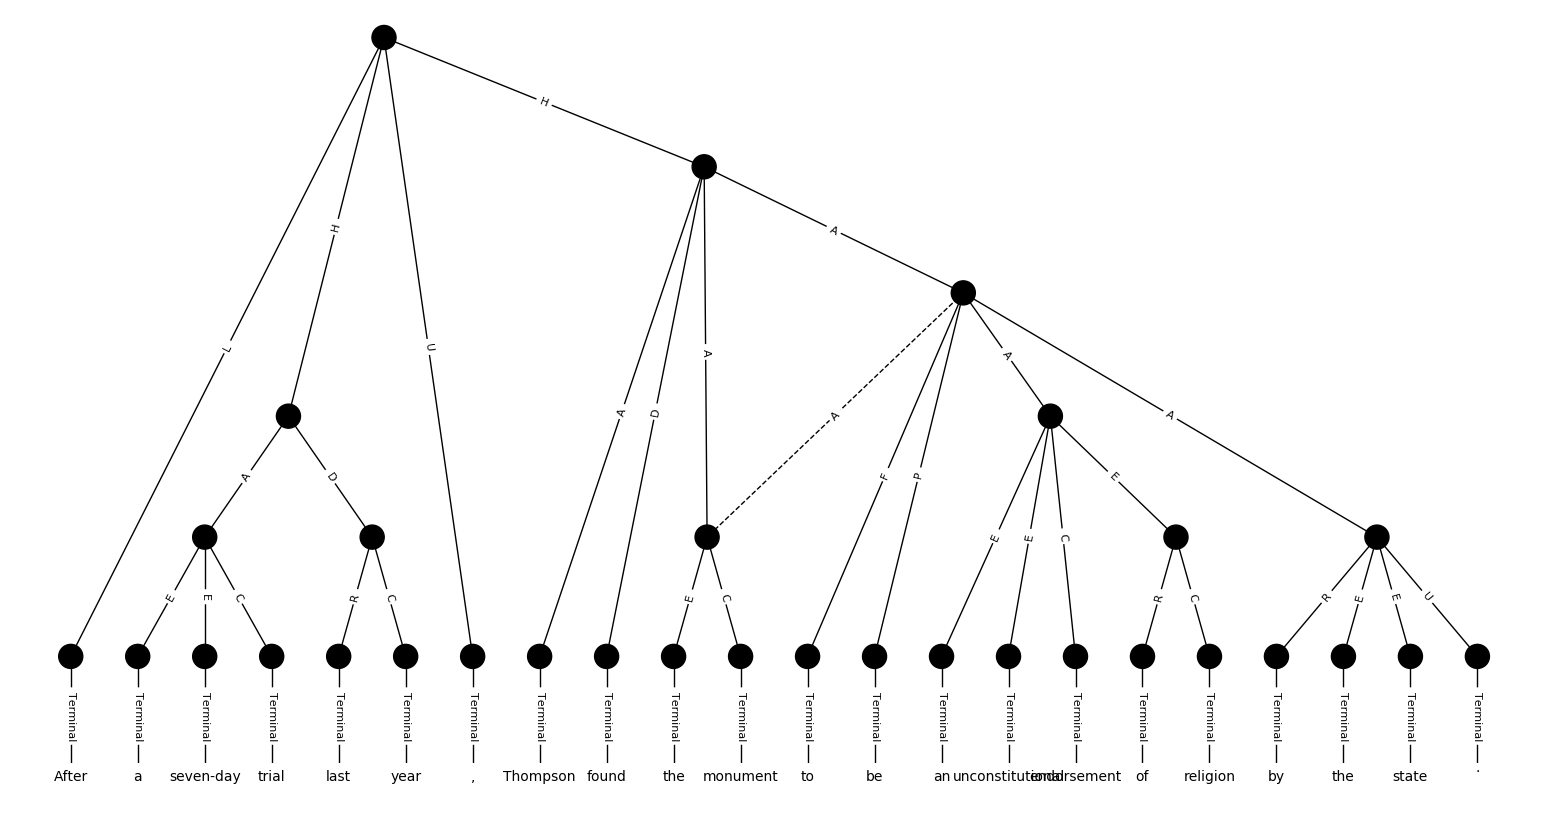 H
L
H
U
A
A
A
D
A
A
A
F
P
A
A
D
E
E
E
C
E
E
E
C
R
C
E
C
R
C
R
E
E
U
Terminal Terminal Terminal Terminal Terminal Terminal Terminal Terminal Terminal Terminal Terminal Terminal Terminal Terminal Terminal Terminal Terminal Terminal Terminal Terminal Terminal Terminal
After a seven-day trial last year , Thompson found the monument to be an unconstitutional endorsement of religion by the state .